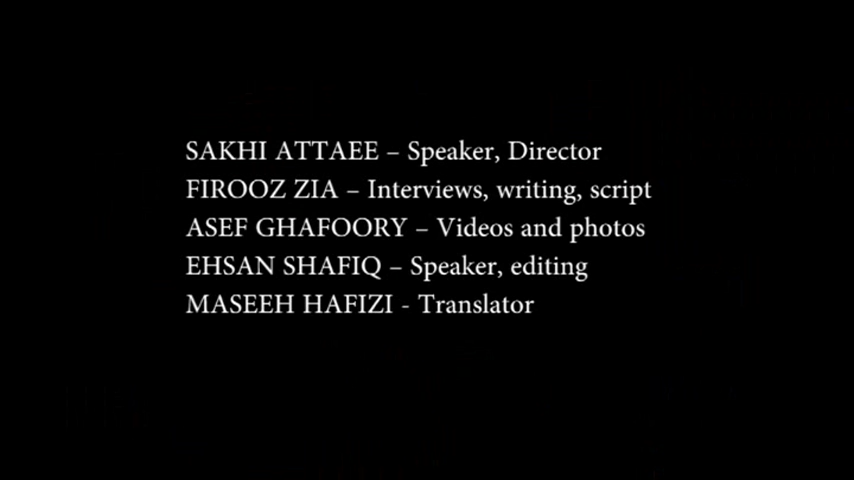 SAKHI ATTAEE – Speaker, Director
FIROOZ ZIA – Interviews, writing, script
ASEF GHAFOORY – Videos and photos
EHSAN SHAFIQ – Speaker, editing
MASEEH HAFIZI - Translator